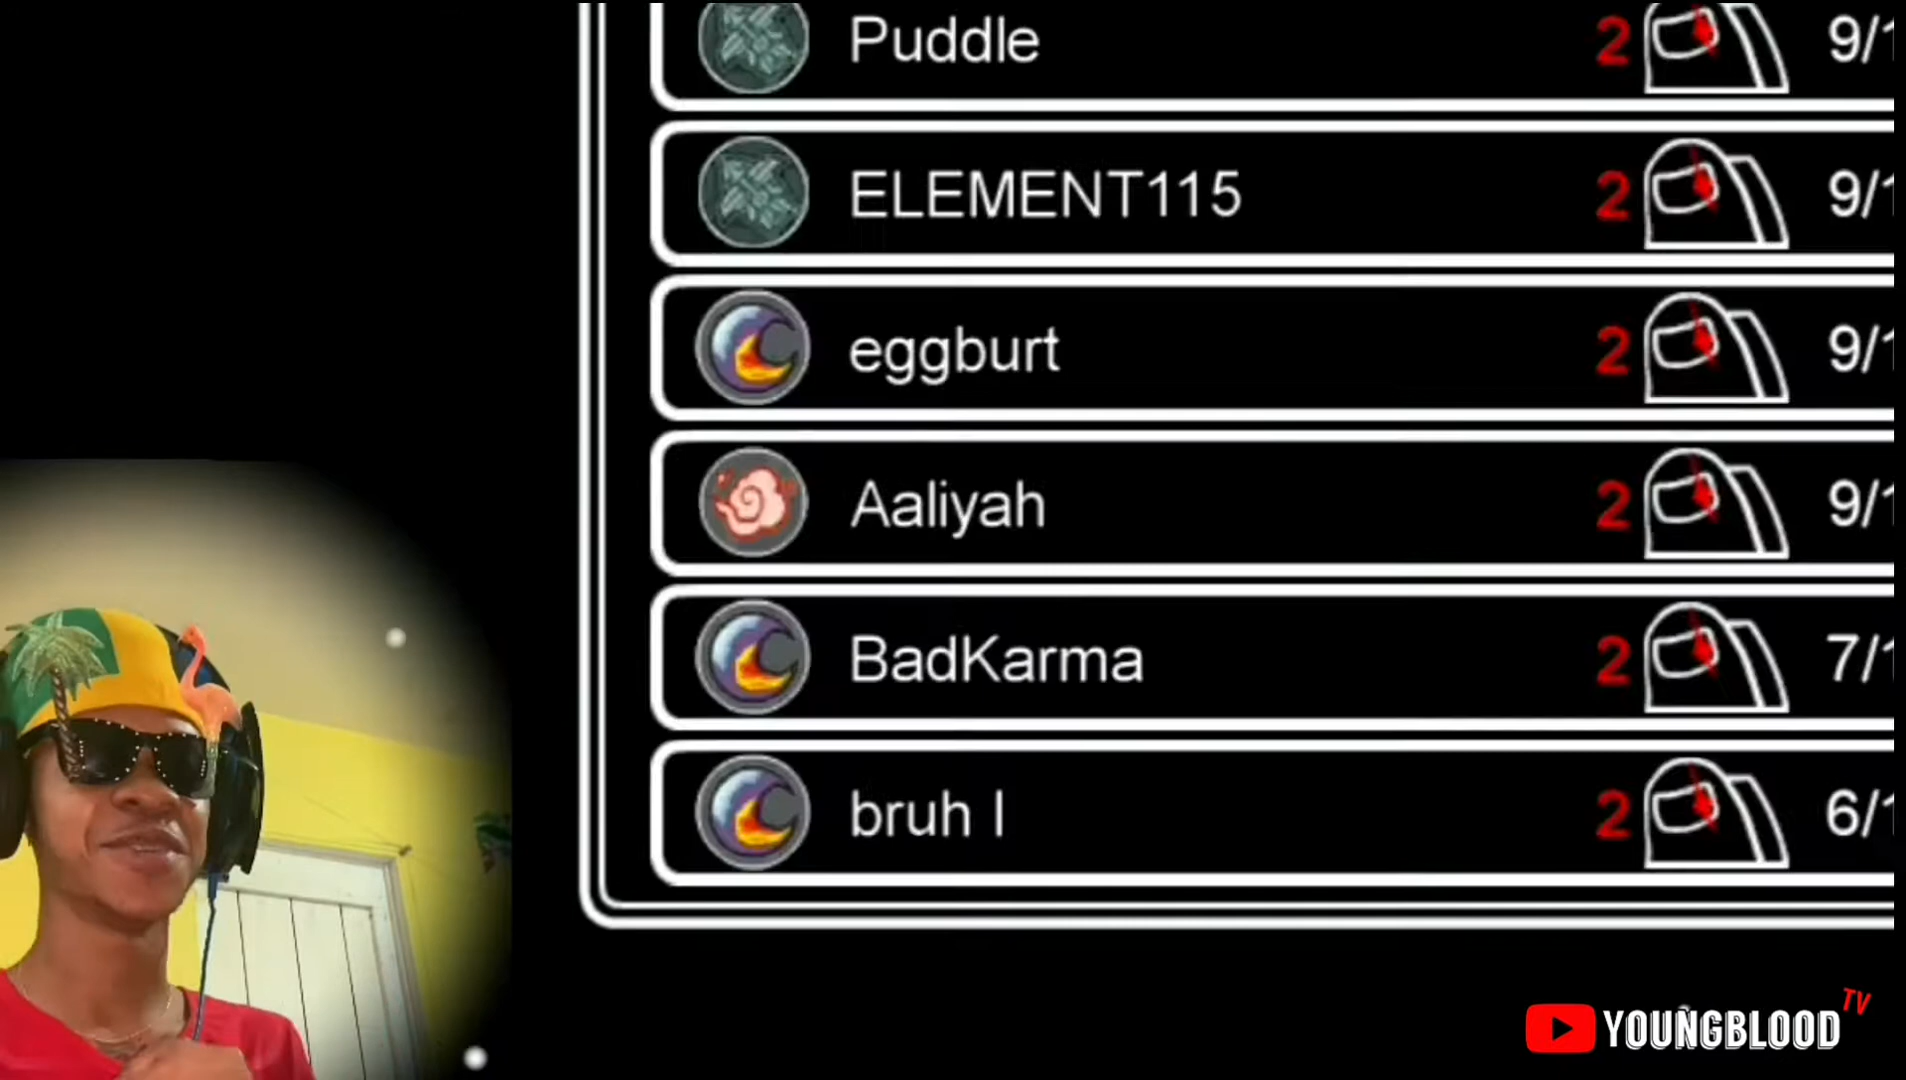 Puddle 2 9/1
ELEMENT115 2 9/1
eggburt 2 9/1
Aaliyah 2 9/1
BadKarma 2 7/1
bruh I 2 6/1
YOUNGBLOOD TV